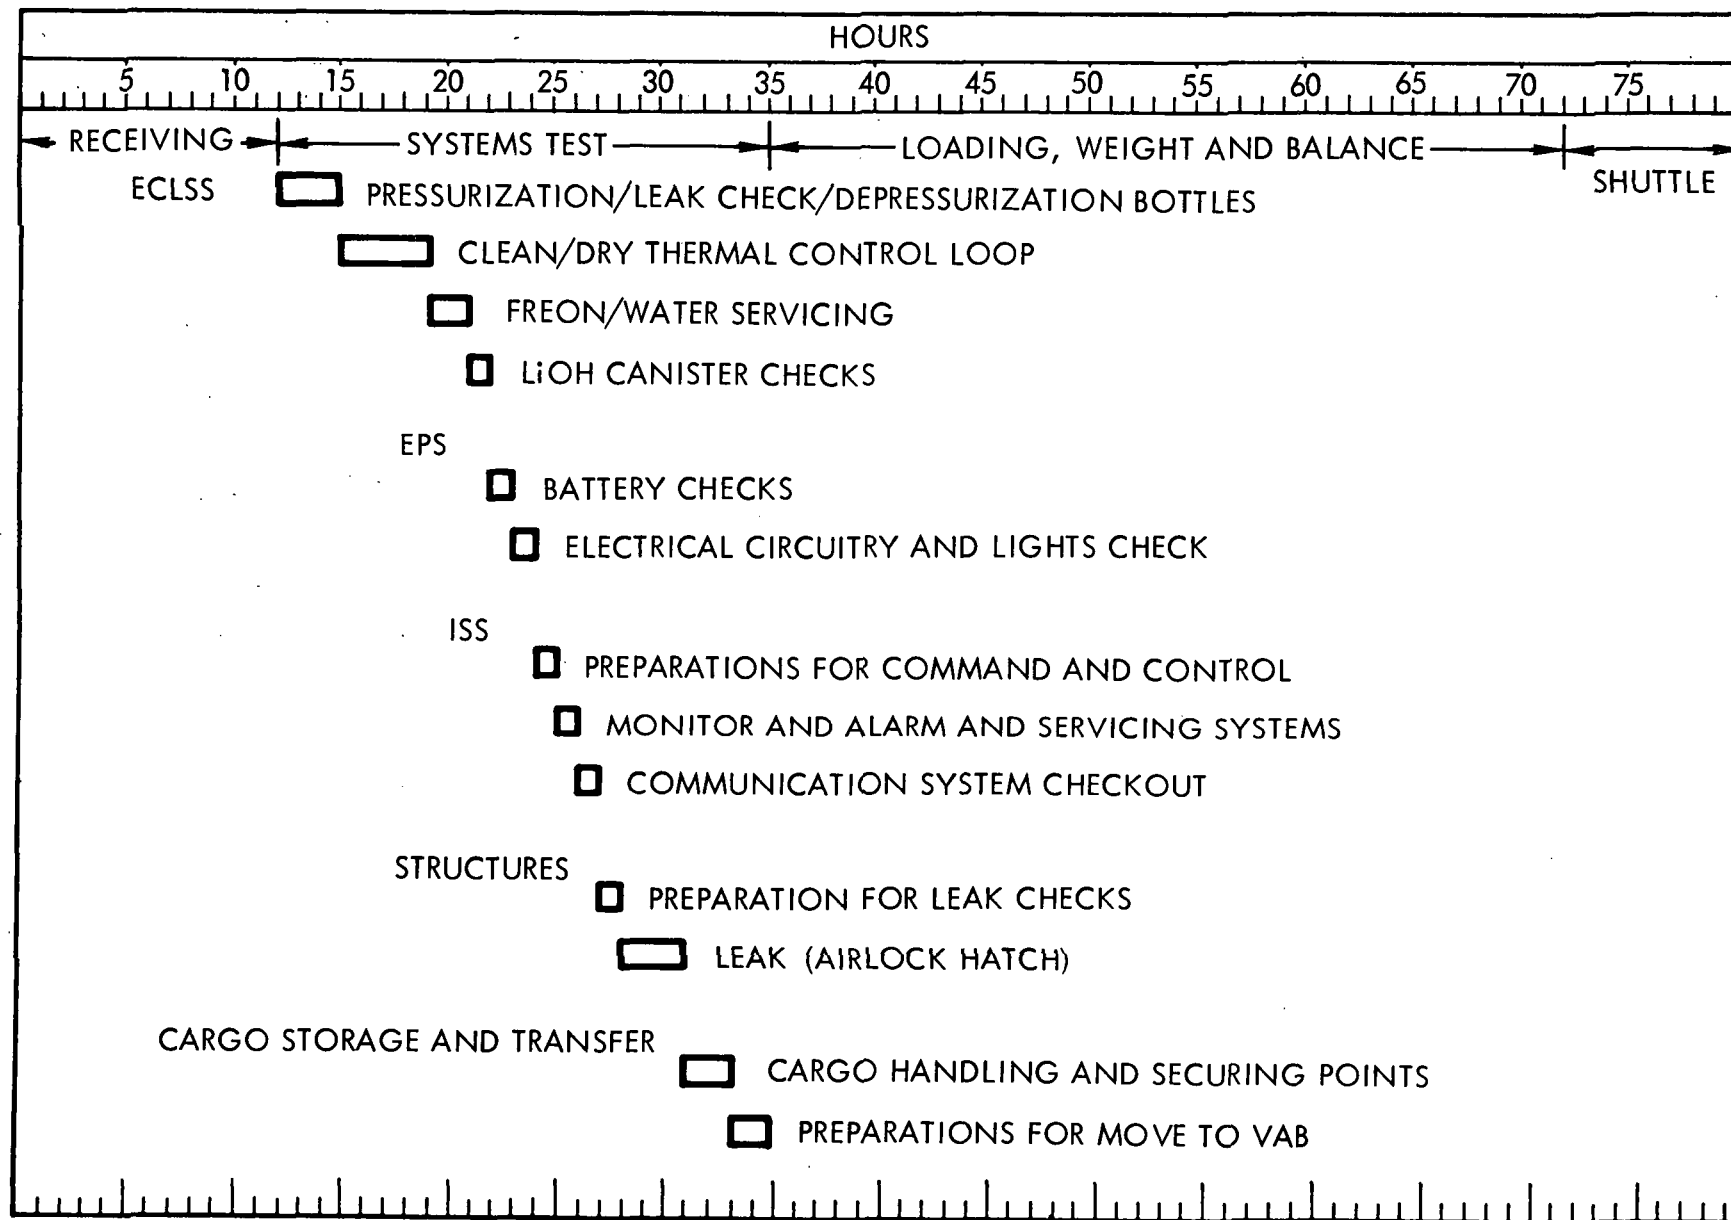 HOURS
5 10 15 20 25 30 35 40 45 50 55 60 65 70 75
RECEIVING SYSTEMS TEST LOADING, WEIGHT AND BALANCE
SHUTTLE
ECLSS PRESSURIZATION/LEAK CHECK/DEPRESSURIZATION BOTTLES
CLEAN/DRY THERMAL CONTROL LOOP
FREON/WATER SERVICING
LiOH CANISTER CHECKS
EPS
BATTERY CHECKS
ELECTRICAL CIRCUITRY AND LIGHTS CHECK
ISS
PREPARATIONS FOR COMMAND AND CONTROL
MONITOR AND ALARM AND SERVICING SYSTEMS
COMMUNICATION SYSTEM CHECKOUT
STRUCTURES
PREPARATION FOR LEAK CHECKS
LEAK (AIRLOCK HATCH)
CARGO STORAGE AND TRANSFER
CARGO HANDLING AND SECURING POINTS
PREPARATIONS FOR MOVE TO VAB